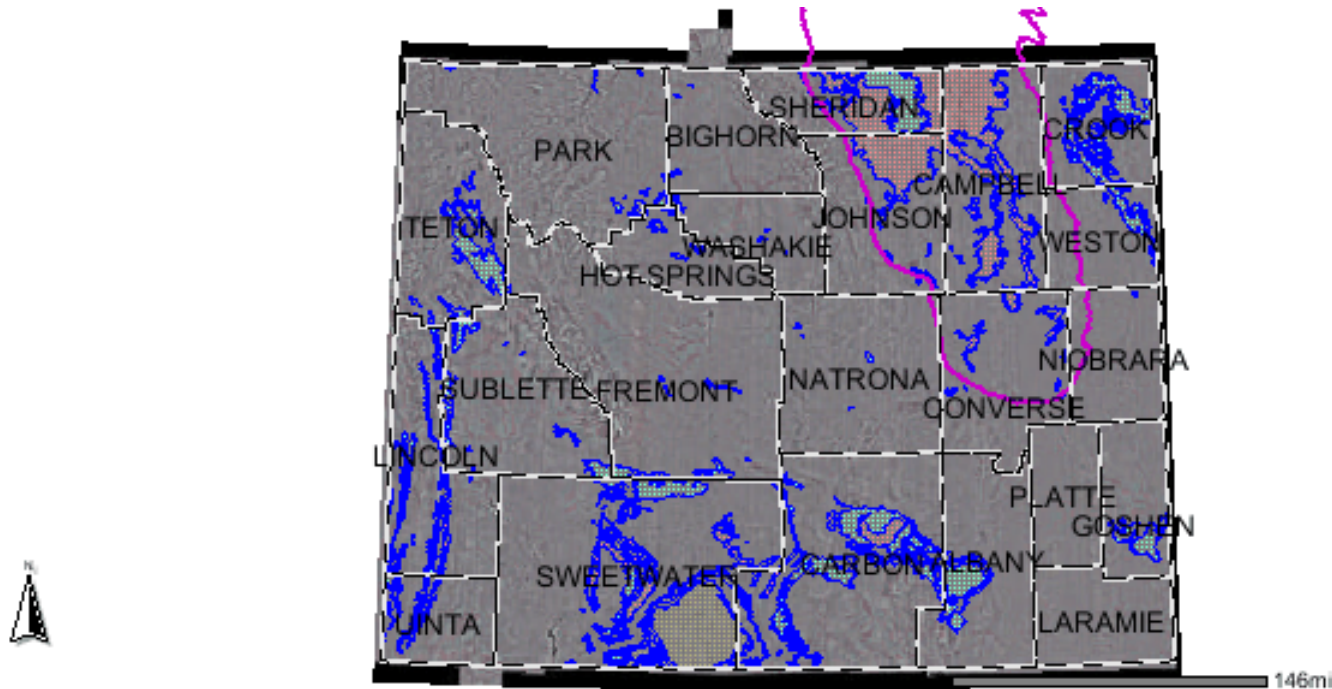 SHERIDAN
CROOK
BIGHORN
PARK
CAMPBELL
JOHNSON
TETON
WASHAKIE
WESTON
HOT SPRINGS
NIOBRARA
SUBLETTE
FREMONT
NATRONA
CONVERSE
LINCOLN
PLATTE
GOSHEN
CARBON
ALBANY
SWEETWATER
UINTA
LARAMIE
N
146mi